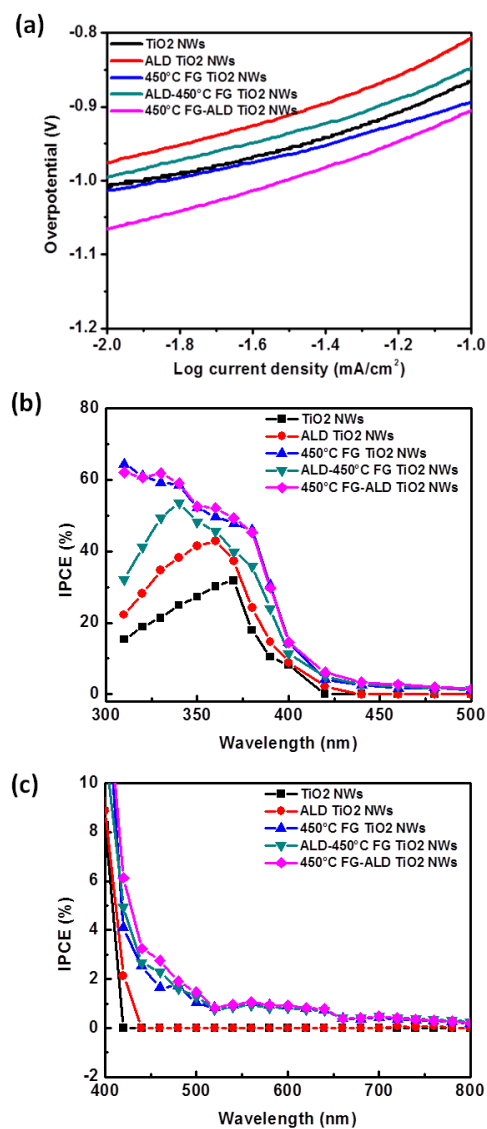 (a)
TiO2 NWs
ALD TiO2 NWs
450°C FG TiO2 NWs
ALD-450°C FG TiO2 NWs
450°C FG-ALD TiO2 NWs
-0.8
-0.9
-1.0
-1.1
-1.2
Overpotential (V)
-2.0 -1.8 -1.6 -1.4 -1.2 -1.0
Log current density (mA/cm²)
(b)
TiO2 NWs
ALD TiO2 NWs
450°C FG TiO2 NWs
ALD-450°C FG TiO2 NWs
450°C FG-ALD TiO2 NWs
80
60
40
20
0
IPCE (%)
300 350 400 450 500
Wavelength (nm)
(c)
TiO2 NWs
ALD TiO2 NWs
450°C FG TiO2 NWs
ALD-450°C FG TiO2 NWs
450°C FG-ALD TiO2 NWs
10
8
6
4
2
0
-2
IPCE (%)
400 500 600 700 800
Wavelength (nm)